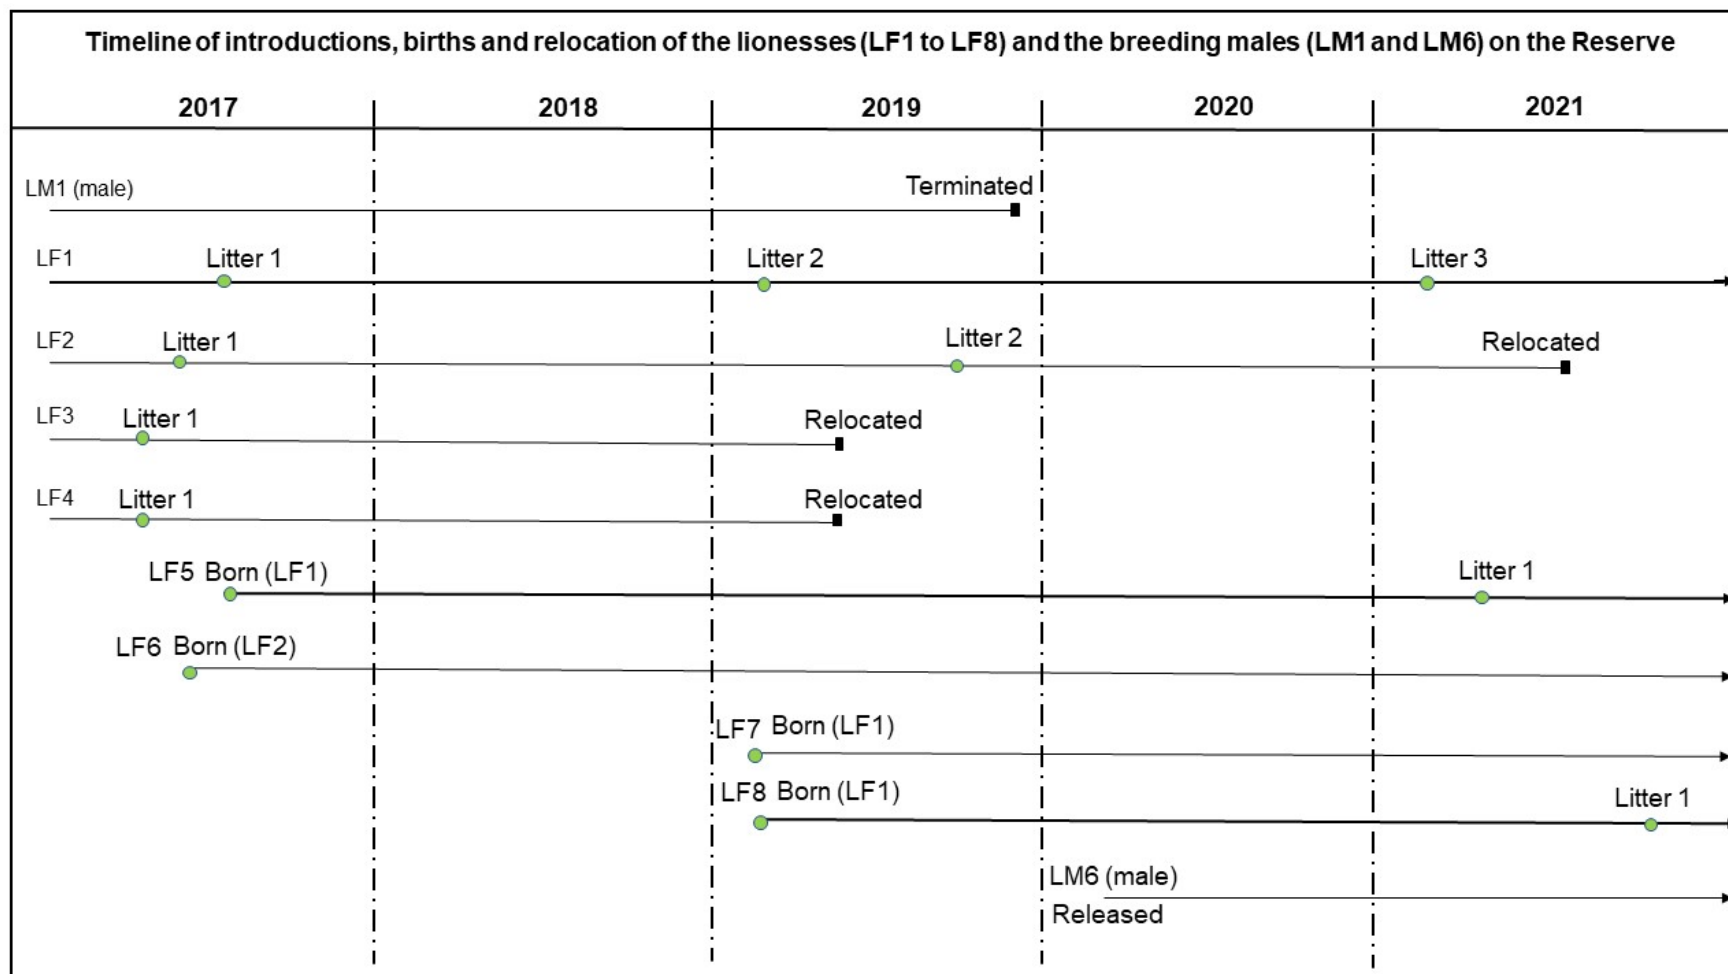 Timeline of introductions, births and relocation of the lionesses (LF1 to LF8) and the breeding males (LM1 and LM6) on the Reserve
2017 2018 2019 2020 2021
LM1 (male) Terminated
LF1 Litter 1 Litter 2 Litter 3
LF2 Litter 1 Litter 2 Relocated
LF3 Litter 1 Relocated
LF4 Litter 1 Relocated
LF5 Born (LF1) Litter 1
LF6 Born (LF2)
LF7 Born (LF1)
LF8 Born (LF1) Litter 1
LM6 (male)
Released